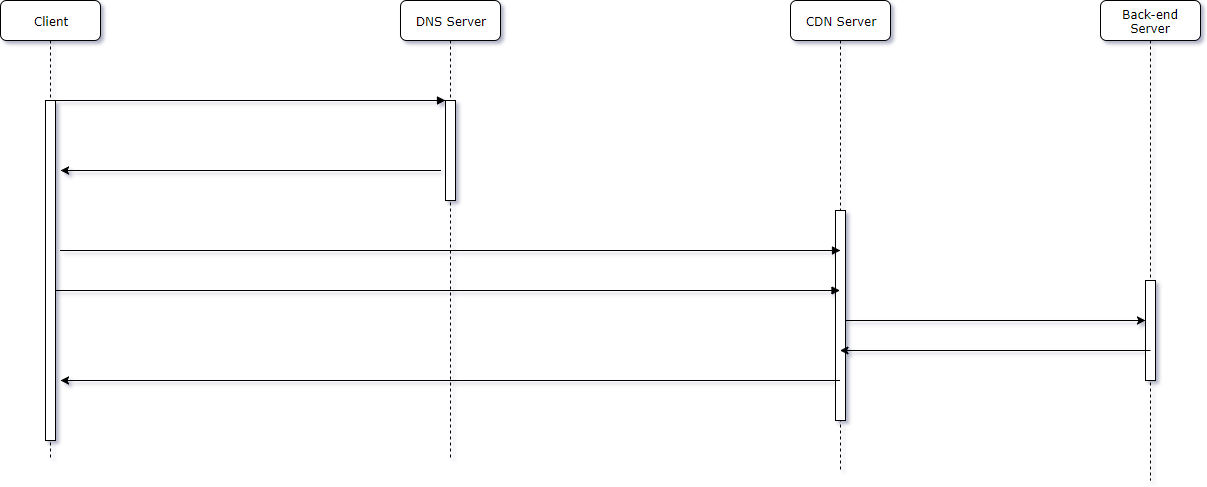 Client
DNS Server
CDN Server
Back-end
Server